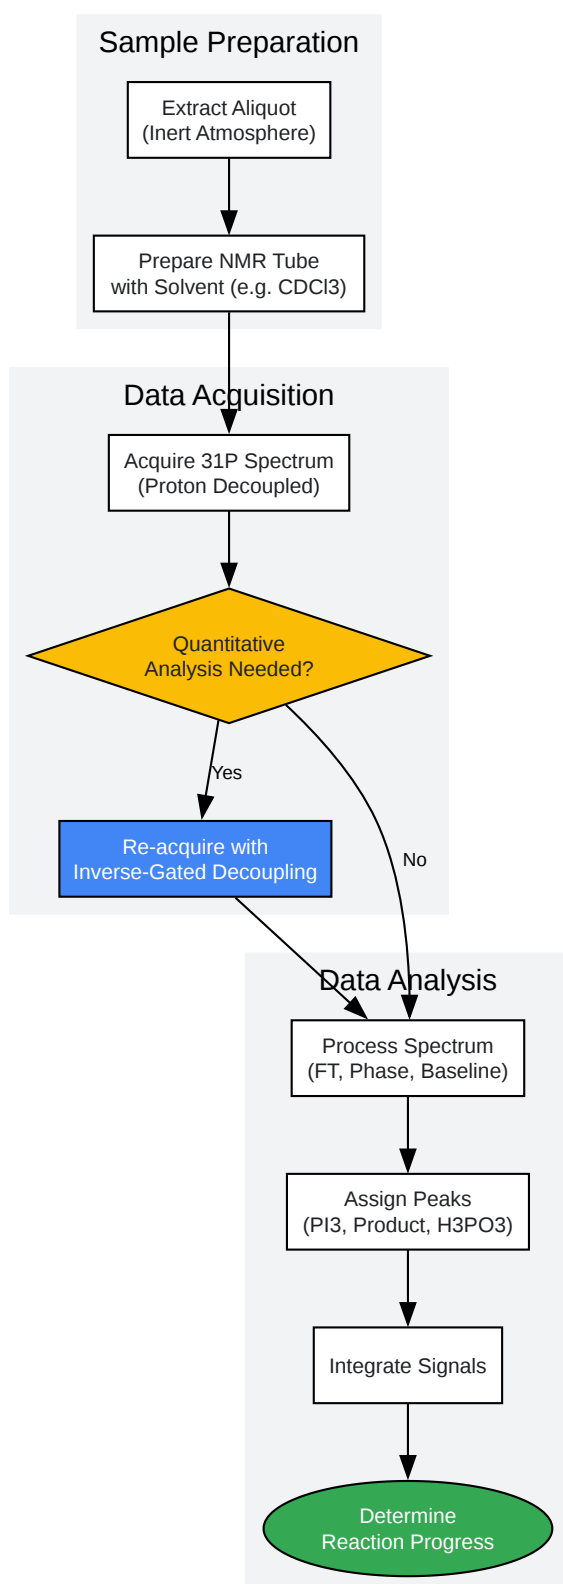 Sample Preparation
Extract Aliquot
(Inert Atmosphere)
Prepare NMR Tube
with Solvent (e.g. CDCl3)
Data Acquisition
Acquire 31P Spectrum
(Proton Decoupled)
Quantitative
Analysis Needed?
Yes
Re-acquire with
Inverse-Gated Decoupling
No
Data Analysis
Process Spectrum
(FT, Phase, Baseline)
Assign Peaks
(PI3, Product, H3PO3)
Integrate Signals
Determine
Reaction Progress